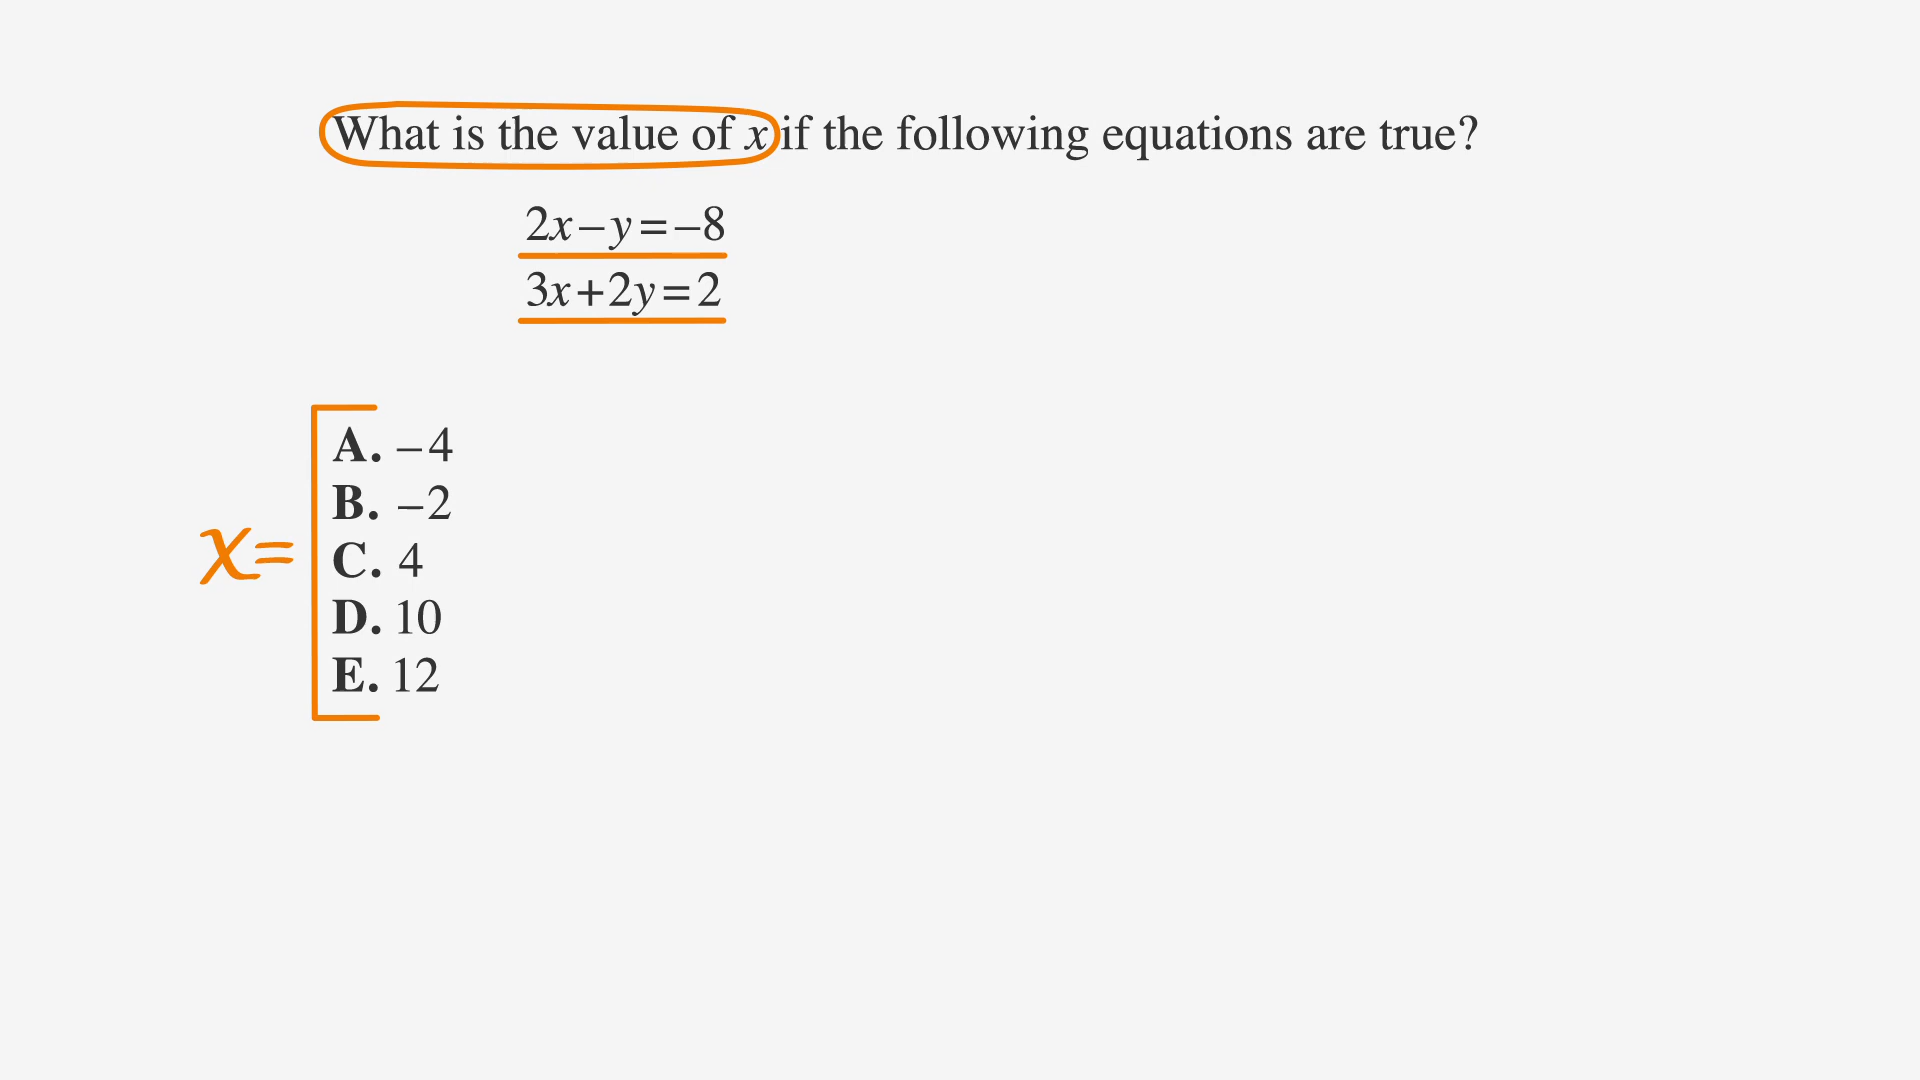 What is the value of x if the following equations are true?
2x–y=–8
3x+2y=2
A. –4
B. –2
x=
C. 4
D. 10
E. 12